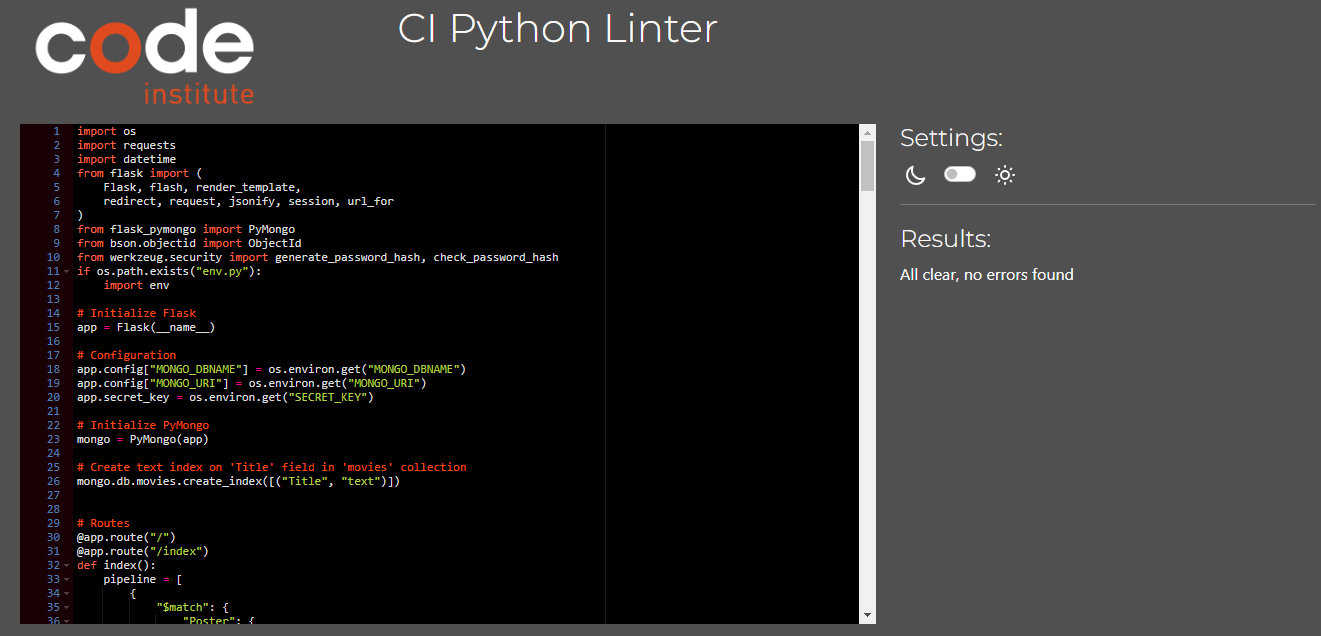 code
institute
CI Python Linter
1 import os
2 import requests
3 import datetime
4 from flask import (
5     Flask, flash, render_template,
6     redirect, request, jsonify, session, url_for
7 )
8 from flask_pymongo import PyMongo
9 from bson.objectid import ObjectId
10 from werkzeug.security import generate_password_hash, check_password_hash
11 if os.path.exists("env.py"):
12     import env
13
14 # Initialize Flask
15 app = Flask(__name__)
16
17 # Configuration
18 app.config["MONGO_DBNAME"] = os.environ.get("MONGO_DBNAME")
19 app.config["MONGO_URI"] = os.environ.get("MONGO_URI")
20 app.secret_key = os.environ.get("SECRET_KEY")
21
22 # Initialize PyMongo
23 mongo = PyMongo(app)
24
25 # Create text index on 'Title' field in 'movies' collection
26 mongo.db.movies.create_index([("Title", "text")])
27
28
29 # Routes
30 @app.route("/")
31 @app.route("/index")
32 def index():
33     pipeline = [
34         {
35             "$match": {
36                 "Poster": {
Settings:
Results:
All clear, no errors found